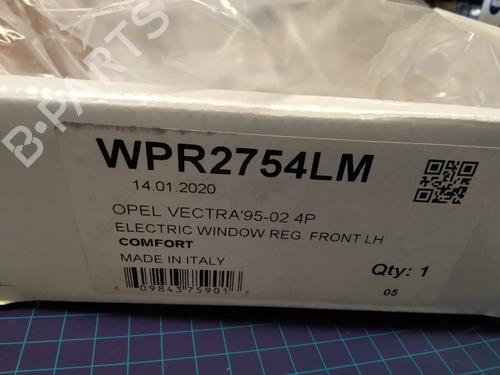 B-PARTS
WPR2754LM
14.01.2020
OPEL VECTRA'95-02 4P
ELECTRIC WINDOW REG. FRONT LH
COMFORT
MADE IN ITALY
Qty: 1
6 09843 75901 6
05